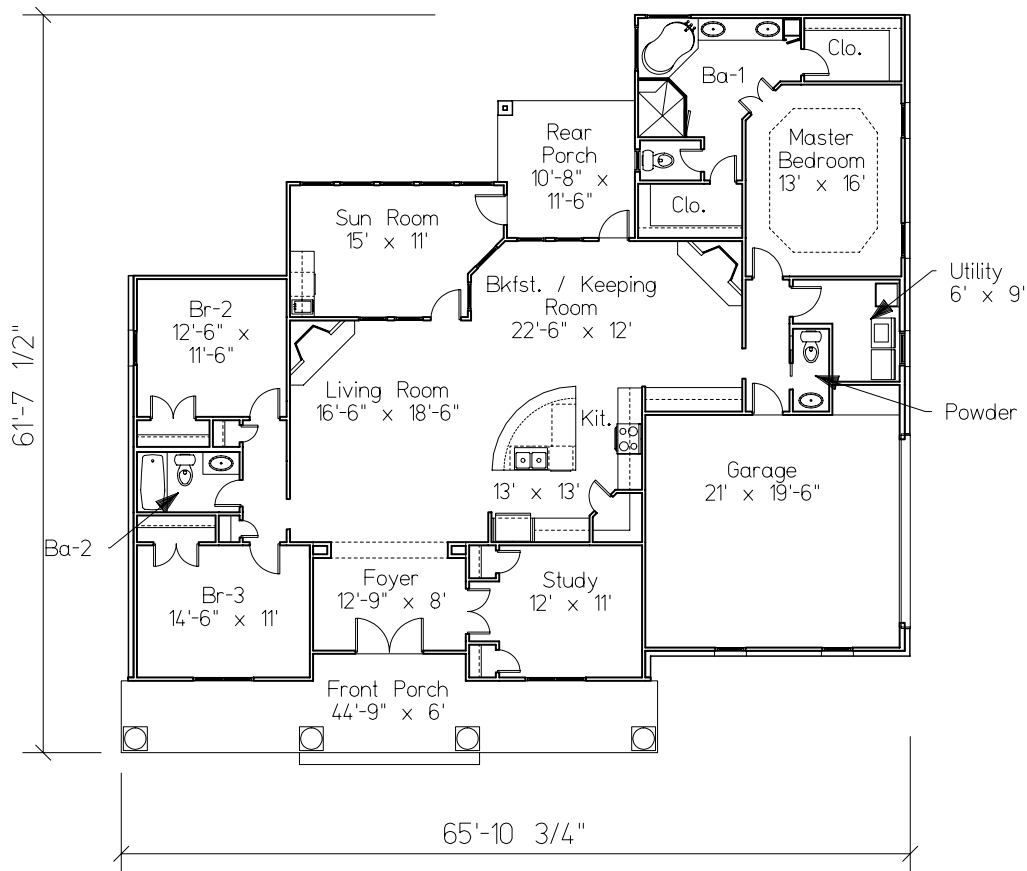 Clo.
Ba-1
Rear
Porch
10'-8" x
11'-6"
Master
Bedroom
13' x 16'
Clo.
Sun Room
15' x 11'
Utility
6' x 9'
Bkfst. / Keeping
Room
22'-6" x 12'
Br-2
12'-6" x
11'-6"
61'-7 1/2"
Living Room
16'-6" x 18'-6"
Kit.
13' x 13'
Powder
Garage
21' x 19'-6"
Ba-2
Br-3
14'-6" x 11'
Foyer
12'-9" x 8'
Study
12' x 11'
Front Porch
44'-9" x 6'
65'-10 3/4"